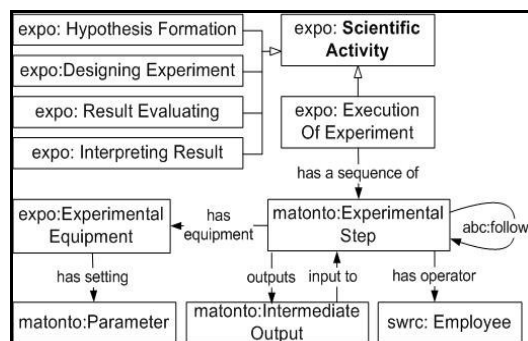 expo: Hypothesis Formation
expo:Designing Experiment
expo: Result Evaluating
expo: Interpreting Result
expo: Scientific
Activity
expo: Execution
Of Experiment
has a sequence of
expo:Experimental
Equipment
has
equipment
matonto:Experimental
Step
abc:follow
has setting
outputs
input to
has operator
matonto:Parameter
matonto:Intermediate
Output
swrc: Employee